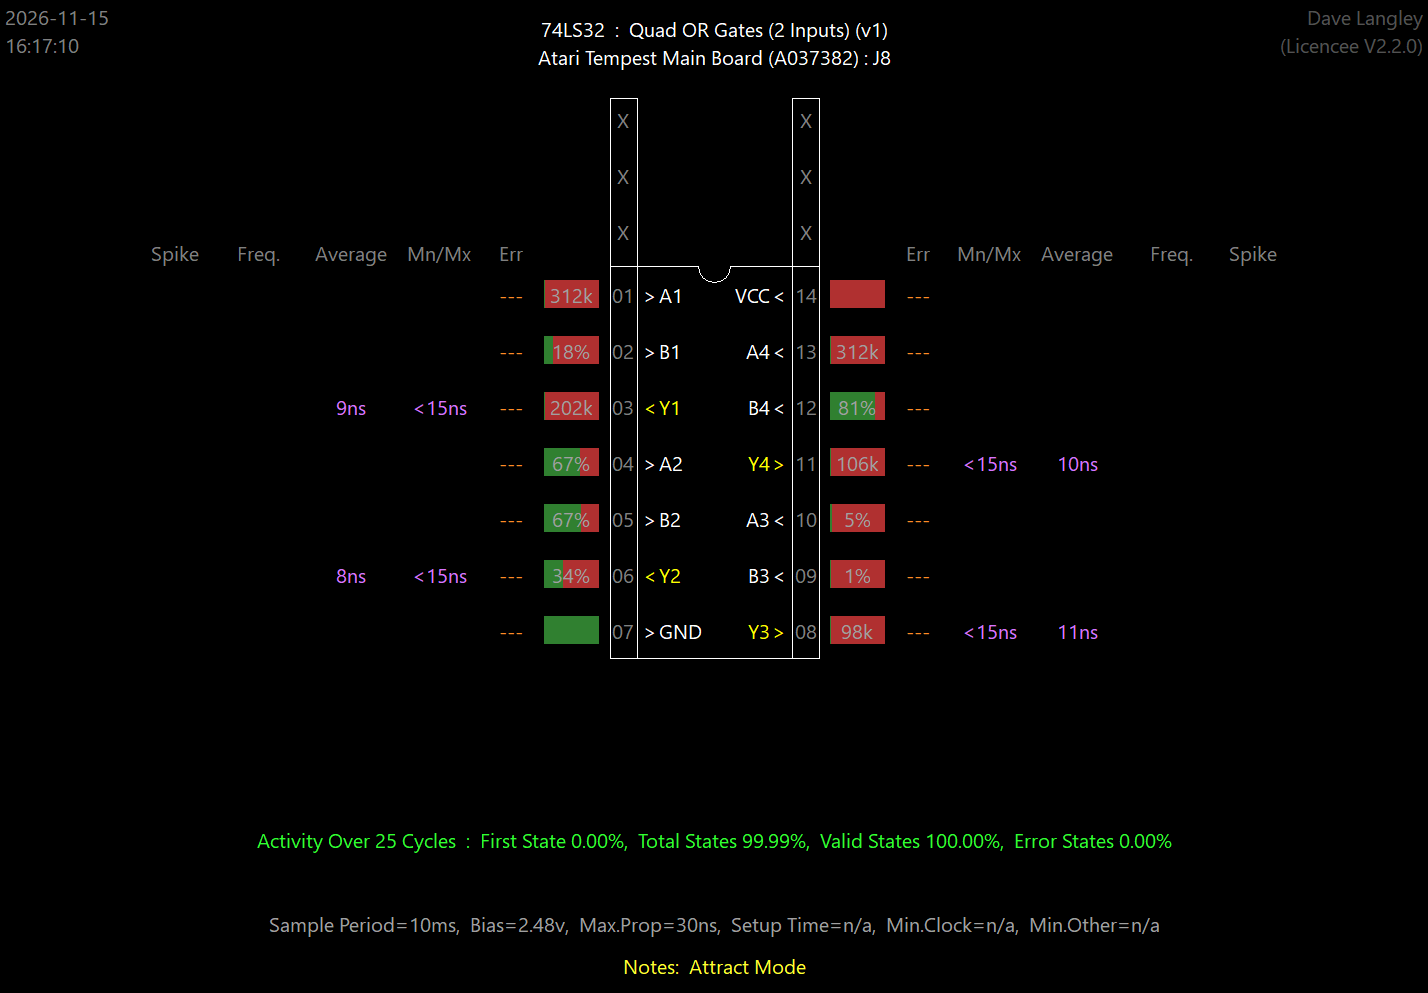 2026-11-15
16:17:10
74LS32 : Quad OR Gates (2 Inputs) (v1)
Atari Tempest Main Board (A037382) : J8
Dave Langley
(Licencee V2.2.0)
X X
X X
X X
Spike Freq. Average Mn/Mx Err Err Mn/Mx Average Freq. Spike
--- 312k 01 >A1 VCC< 14 ---
--- 18% 02 >B1 A4< 13 312k ---
9ns <15ns --- 202k 03 <Y1 B4< 12 81% ---
--- 67% 04 >A2 Y4> 11 106k --- <15ns 10ns
--- 67% 05 >B2 A3< 10 5% ---
8ns <15ns --- 34% 06 <Y2 B3< 09 1% ---
--- 07 >GND Y3> 08 98k --- <15ns 11ns
Activity Over 25 Cycles : First State 0.00%, Total States 99.99%, Valid States 100.00%, Error States 0.00%
Sample Period=10ms, Bias=2.48v, Max.Prop=30ns, Setup Time=n/a, Min.Clock=n/a, Min.Other=n/a
Notes: Attract Mode